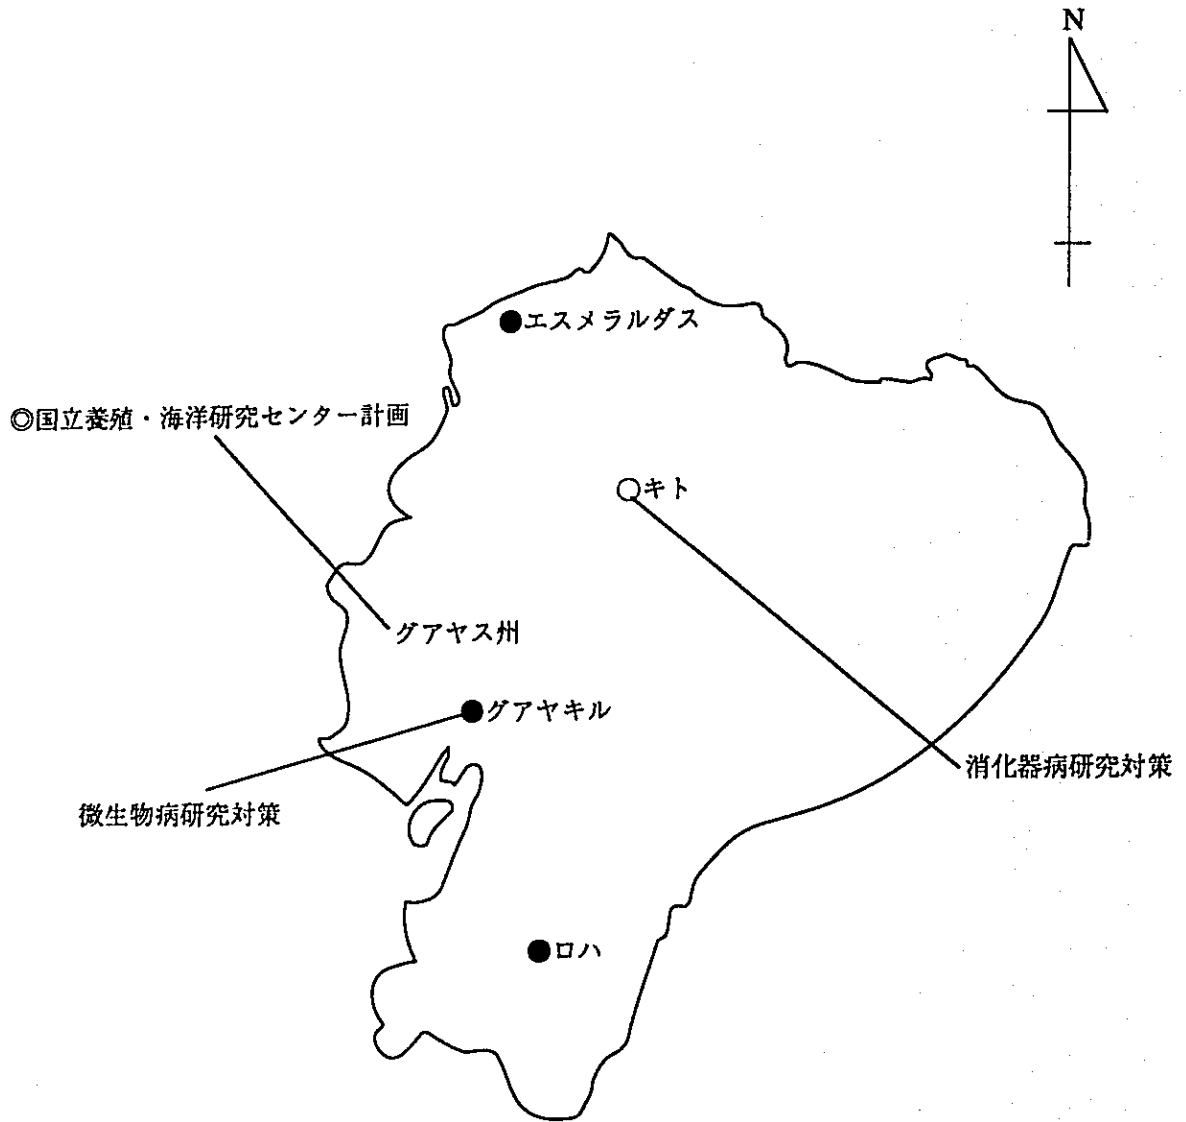 N
●エスメラルダス
◎国立養殖・海洋研究センター計画
○キト
グアヤス州
●グアヤキル
消化器病研究対策
微生物病研究対策
●ロハ